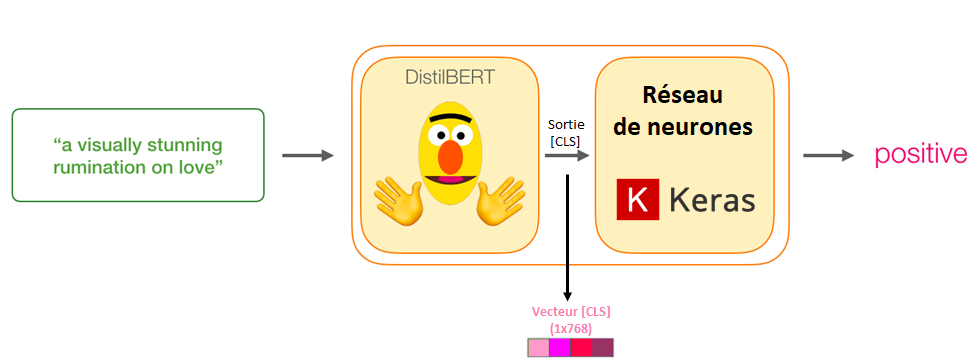 DistilBERT
"a visually stunning
rumination on love"
Sortie
[CLS]
Réseau
de neurones
K Keras
positive
Vecteur [CLS]
(1x768)